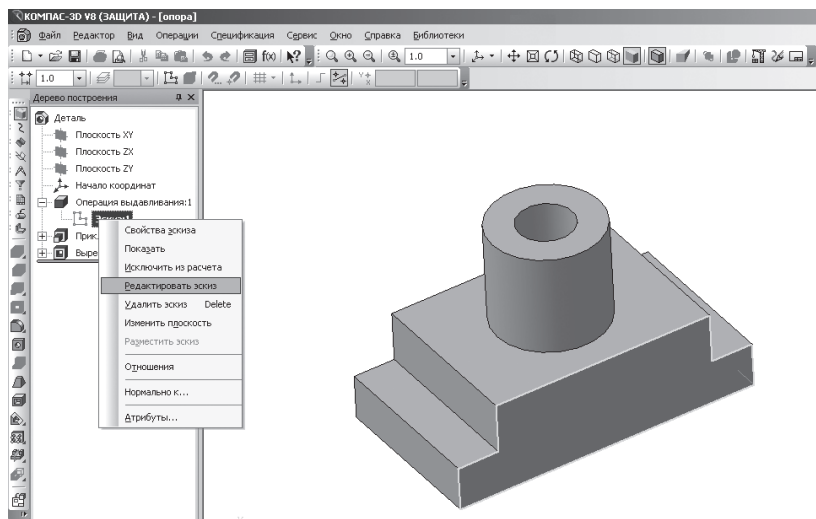 КОМПАС-3D V8 (ЗАЩИТА) - [опора]
Файл Редактор Вид Операции Спецификация Сервис Окно Справка Библиотеки
f(x) 1.0
1.0
Дерево построения
Деталь
Плоскость XY
Плоскость ZX
Плоскость ZY
Начало координат
Операция выдавливания:1
Прик
Выре
Свойства эскиза
Показать
Исключить из расчета
Редактировать эскиз
Удалить эскиз Delete
Изменить плоскость
Разместить эскиз
Отношения
Нормально к...
Атрибуты...